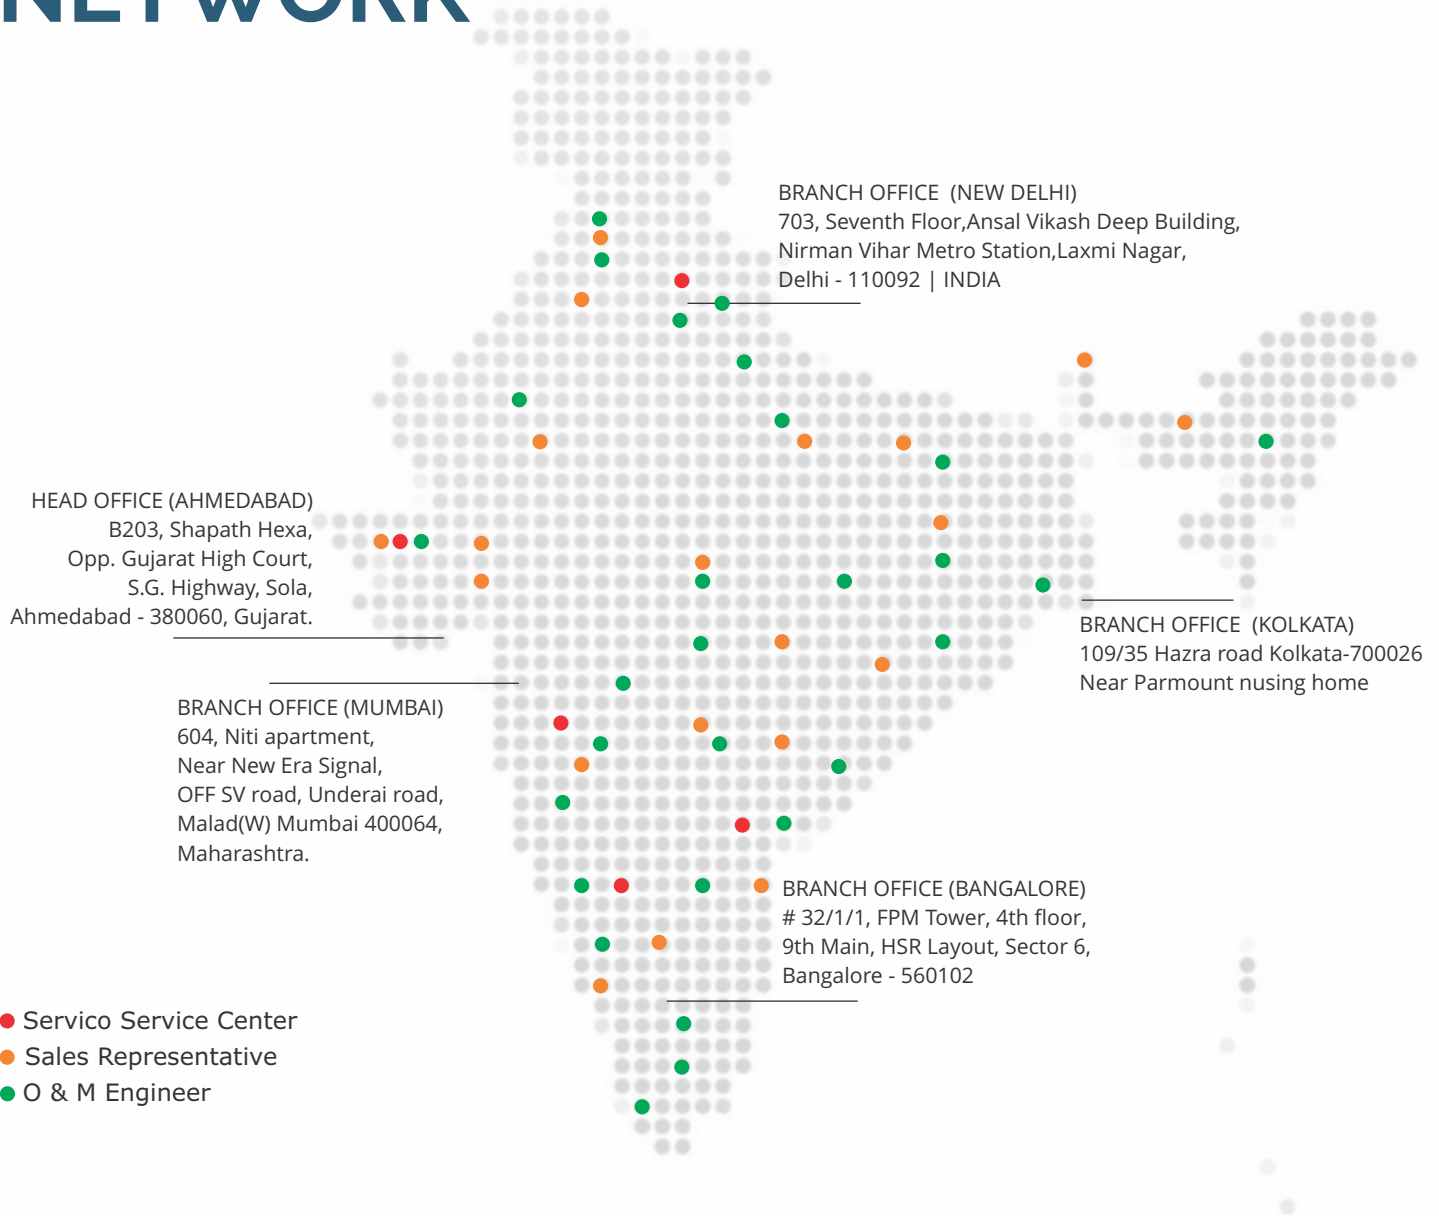 NETWORK
BRANCH OFFICE  (NEW DELHI)
703, Seventh Floor,Ansal Vikash Deep Building,
Nirman Vihar Metro Station,Laxmi Nagar,
Delhi - 110092 | INDIA
HEAD OFFICE (AHMEDABAD)
B203, Shapath Hexa,
Opp. Gujarat High Court,
S.G. Highway, Sola,
Ahmedabad - 380060, Gujarat.
BRANCH OFFICE  (KOLKATA)
109/35 Hazra road Kolkata-700026
Near Parmount nusing home
BRANCH OFFICE (MUMBAI)
604, Niti apartment,
Near New Era Signal,
OFF SV road, Underai road,
Malad(W) Mumbai 400064,
Maharashtra.
BRANCH OFFICE (BANGALORE)
# 32/1/1, FPM Tower, 4th floor,
9th Main, HSR Layout, Sector 6,
Bangalore - 560102
Servico Service Center
Sales Representative
O & M Engineer